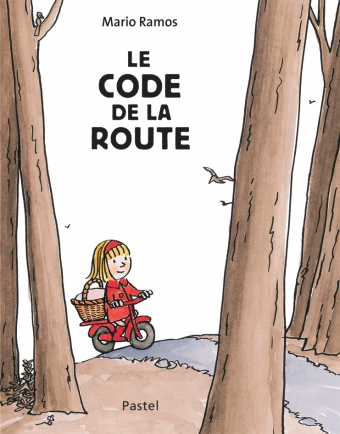 Mario Ramos
LE
CODE
DE LA
ROUTE
Pastel